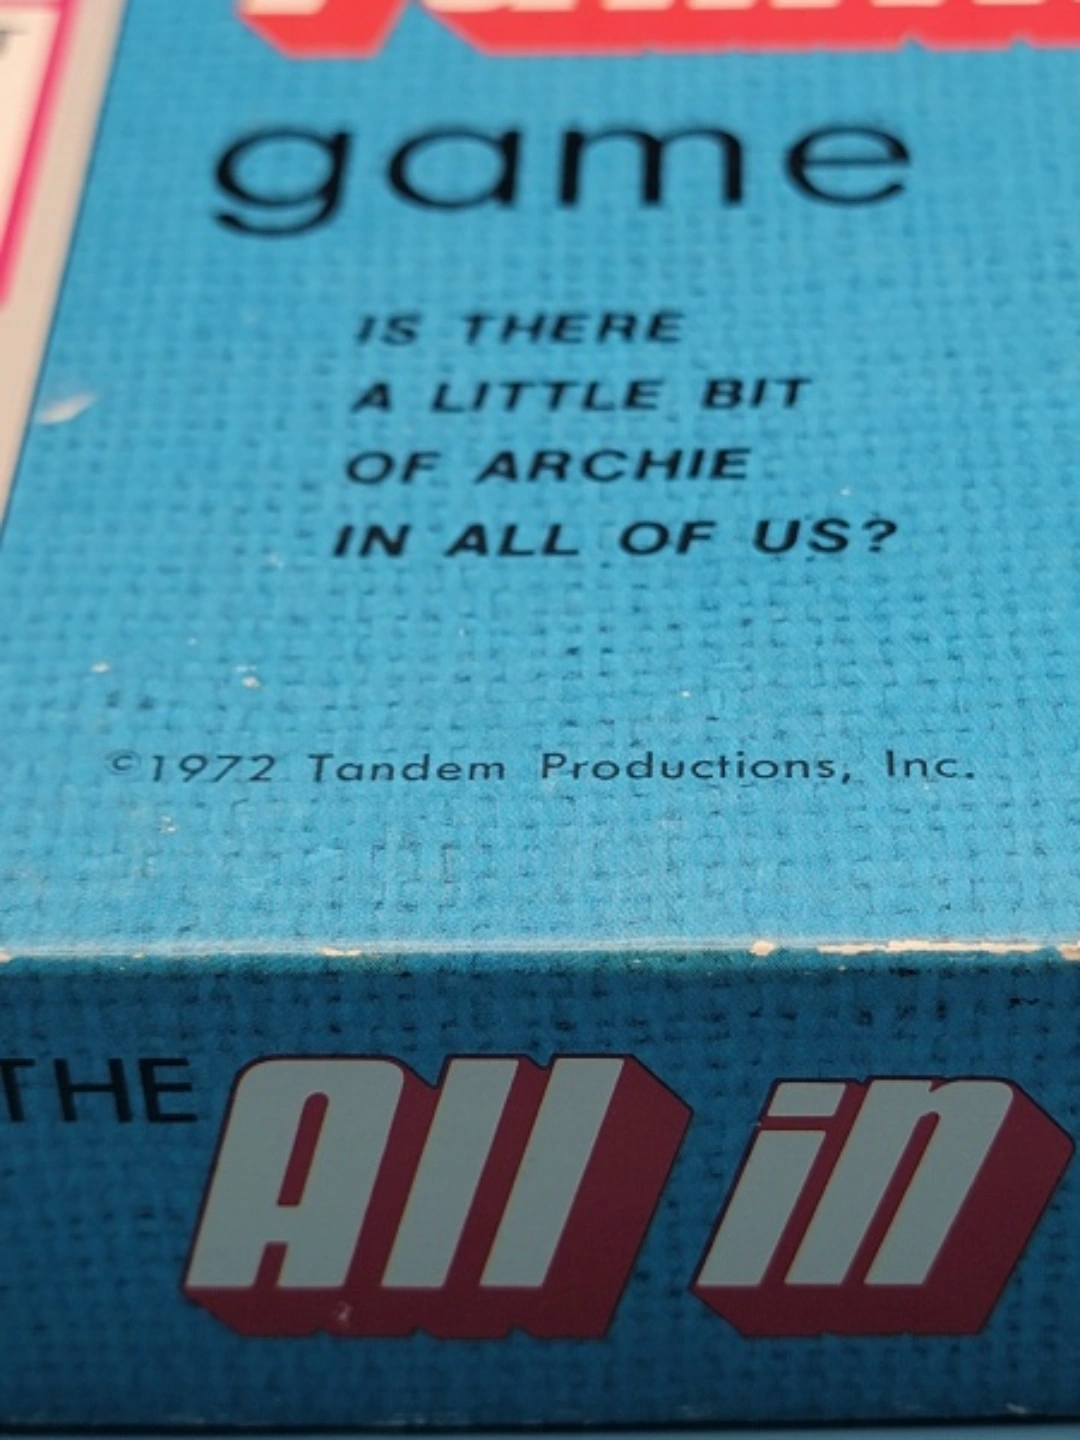 game
IS THERE
A LITTLE BIT
OF ARCHIE
IN ALL OF US?
©1972 Tandem Productions, Inc.
THE All in